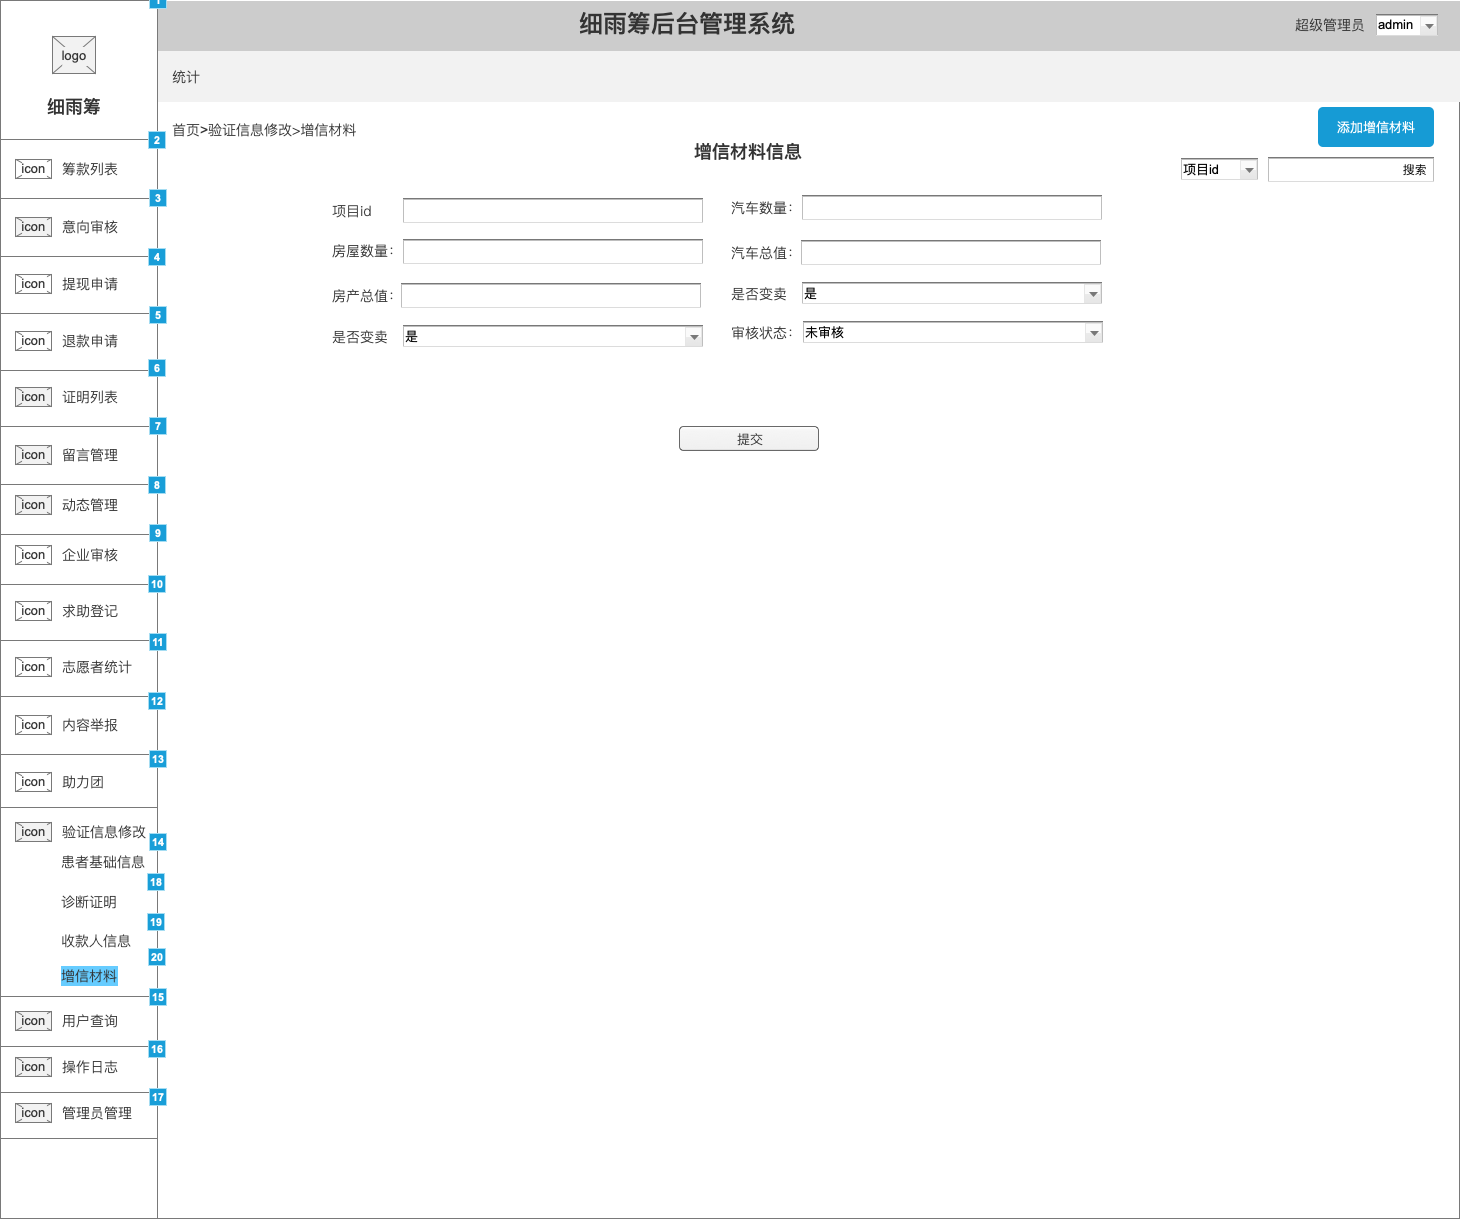 1
细雨筹后台管理系统
超级管理员 admin
logo
统计
细雨筹
添加增信材料
2
首页>验证信息修改>增信材料
增信材料信息
项目id 搜索
icon 筹款列表
3
项目id
汽车数量：
icon 意向审核
4
房屋数量：
汽车总值：
icon 提现申请
房产总值：
是否变卖 是
5
是否变卖 是
审核状态： 未审核
icon 退款申请
6
icon 证明列表
7
提交
icon 留言管理
8
icon 动态管理
9
icon 企业审核
10
icon 求助登记
11
icon 志愿者统计
12
icon 内容举报
13
icon 助力团
icon 验证信息修改
14
患者基础信息
18
诊断证明
19
收款人信息
20
增信材料
15
icon 用户查询
16
icon 操作日志
17
icon 管理员管理